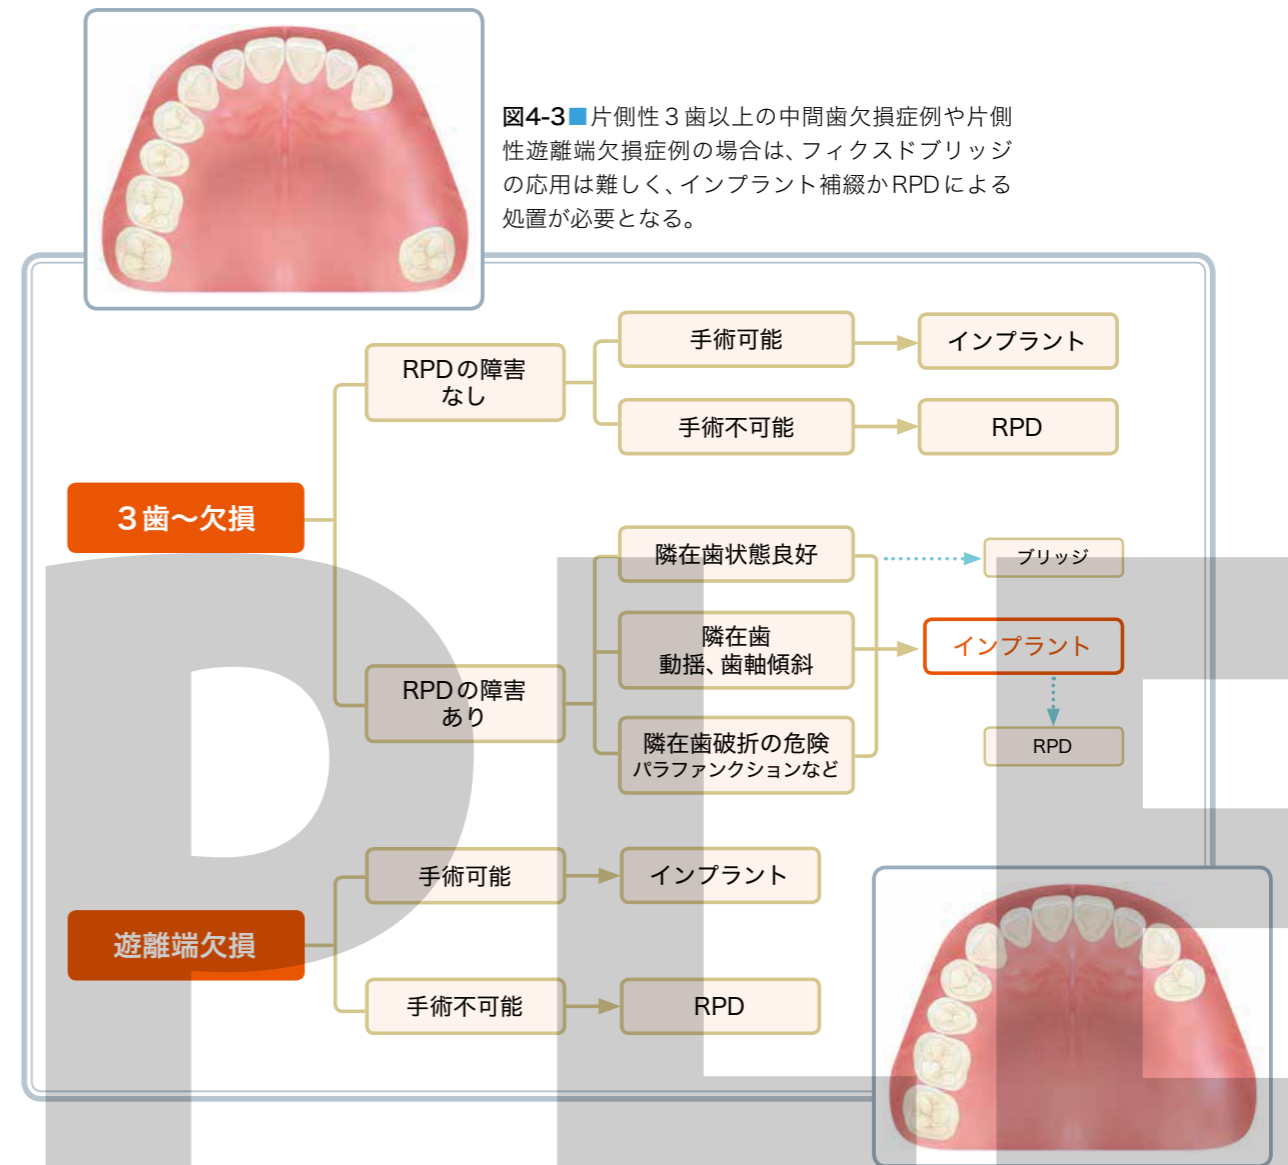 図4-3■片側性3歯以上の中間歯欠損症例や片側
性遊離端欠損症例の場合は、フィクスドブリッジ
の応用は難しく、インプラント補綴かRPDによる
処置が必要となる。
3歯〜欠損
RPDの障害
なし
手術可能
インプラント
手術不可能
RPD
RPDの障害
あり
隣在歯状態良好
ブリッジ
隣在歯
動揺、歯軸傾斜
インプラント
隣在歯破折の危険
パラファンクションなど
RPD
遊離端欠損
手術可能
インプラント
手術不可能
RPD